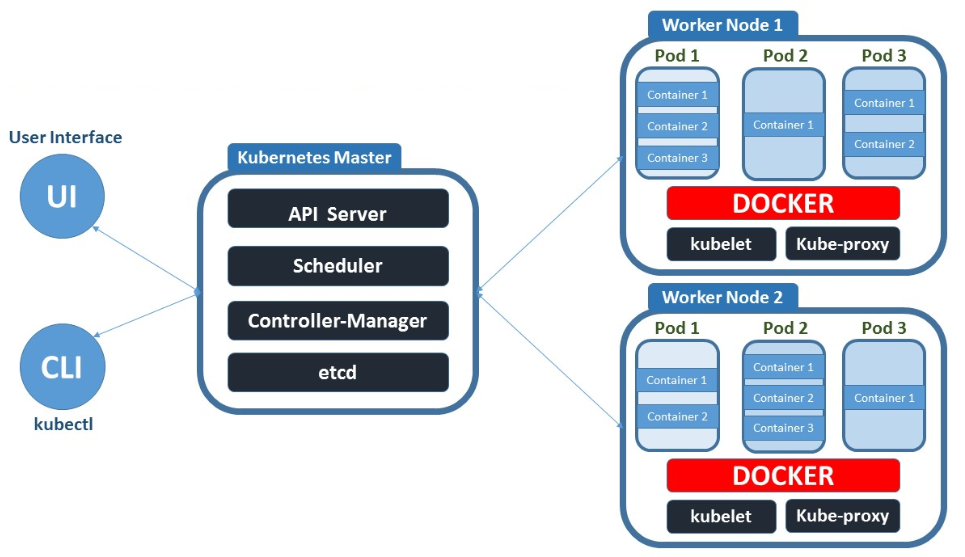 User Interface
UI
CLI
kubectl
Kubernetes Master
API Server
Scheduler
Controller-Manager
etcd
Worker Node 1
Pod 1
Pod 2
Pod 3
Container 1
Container 2
Container 3
Container 1
Container 1
Container 2
DOCKER
kubelet
Kube-proxy
Worker Node 2
Pod 1
Pod 2
Pod 3
Container 1
Container 2
Container 1
Container 2
Container 3
Container 1
DOCKER
kubelet
Kube-proxy